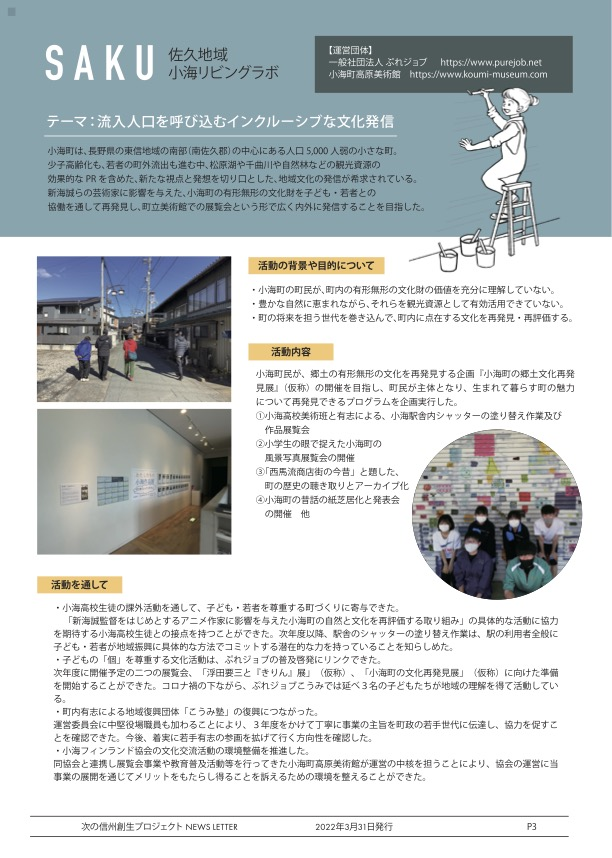 SAKU
佐久地域
小海リビングラボ
【運営団体】
一般社団法人 ぷれジョブ　https://www.purejob.net
小海町高原美術館　https://www.koumi-museum.com
テーマ：流入人口を呼び込むインクルーシブな文化発信
小海町は、長野県の東信地域の南部（南佐久郡）の中心にある人口 5,000 人弱の小さな町。
少子高齢化も、若者の町外流出も進む中、松原湖や千曲川や自然林などの観光資源の
効果的な PR を含めた、新たな視点と発想を切り口とした、地域文化の発信が希求されている。
新海誠らの芸術家に影響を与えた、小海町の有形無形の文化財を子ども・若者との
協働を通して再発見し、町立美術館での展覧会という形で広く内外に発信することを目指した。
活動の背景や目的について
・小海町の町民が、町内の有形無形の文化財の価値を充分に理解していない。
・豊かな自然に恵まれながら、それらを観光資源として有効活用できていない。
・町の将来を担う世代を巻き込んで、町内に点在する文化を再発見・再評価する。
活動内容
小海町民が、郷土の有形無形の文化を再発見する企画『小海町の郷土文化再発
見展』（仮称）の開催を目指し、町民が主体となり、生まれて暮らす町の魅力
について再発見できるプログラムを企画実行した。
①小海高校美術班と有志による、小海駅舎内シャッターの塗り替え作業及び
作品展覧会
②小学生の眼で捉えた小海町の
風景写真展覧会の開催
③「西馬流商店街の今昔」と題した、
町の歴史の聴き取りとアーカイブ化
④小海町の昔話の紙芝居化と発表会
の開催　他
活動を通して
・小海高校生徒の課外活動を通して、子ども・若者を尊重する町づくりに寄与できた。
「新海誠監督をはじめとするアニメ作家に影響を与えた小海町の自然と文化を再評価する取り組み」の具体的な活動に協力
を期待する小海高校生徒との接点を持つことができた。次年度以降、駅舎のシャッターの塗り替え作業は、駅の利用者全般に
子ども・若者が地域振興に具体的な方法でコミットする潜在的な力を持っていることを知らしめた。
・子どもの「個」を尊重する文化活動は、ぷれジョブの普及啓発にリンクできた。
次年度に開催予定の二つの展覧会、「浮田要三と『きりん』展」（仮称）、「小海町の文化再発見展」（仮称）に向けた準備
を開始することができた。コロナ禍の下ながら、ぷれジョブこうみでは延べ３名の子どもたちが地域の理解を得て活動してい
る。
・町内有志による地域復興団体「こうみ塾」の復興につながった。
運営委員会に中堅役場職員も加わることにより、３年度をかけて丁寧に事業の主旨を町政の若手世代に伝達し、協力を促すこ
とを確認できた。今後、着実に若手有志の参画を拡げて行く方向性を確認した。
・小海フィンランド協会の文化交流活動の環境整備を推進した。
同協会と連携し展覧会事業や教育普及活動等を行ってきた小海町高原美術館が運営の中核を担うことにより、協会の運営に当
事業の展開を通じてメリットをもたらし得ることを訴えるための環境を整えることができた。
次の信州創生プロジェクト NEWS LETTER
2022年3月31日発行
P3